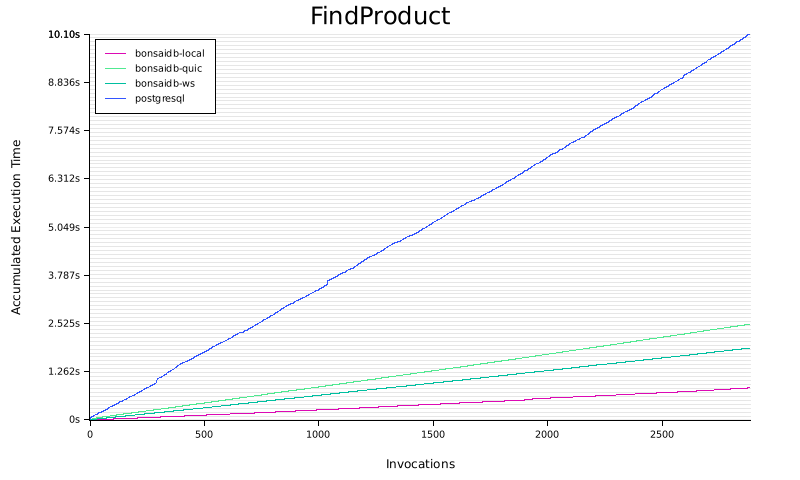 FindProduct
10.10s
8.836s
7.574s
6.312s
5.049s
3.787s
2.525s
1.262s
0s
Accumulated Execution Time
bonsaidb-local
bonsaidb-quic
bonsaidb-ws
postgresql
0 500 1000 1500 2000 2500
Invocations